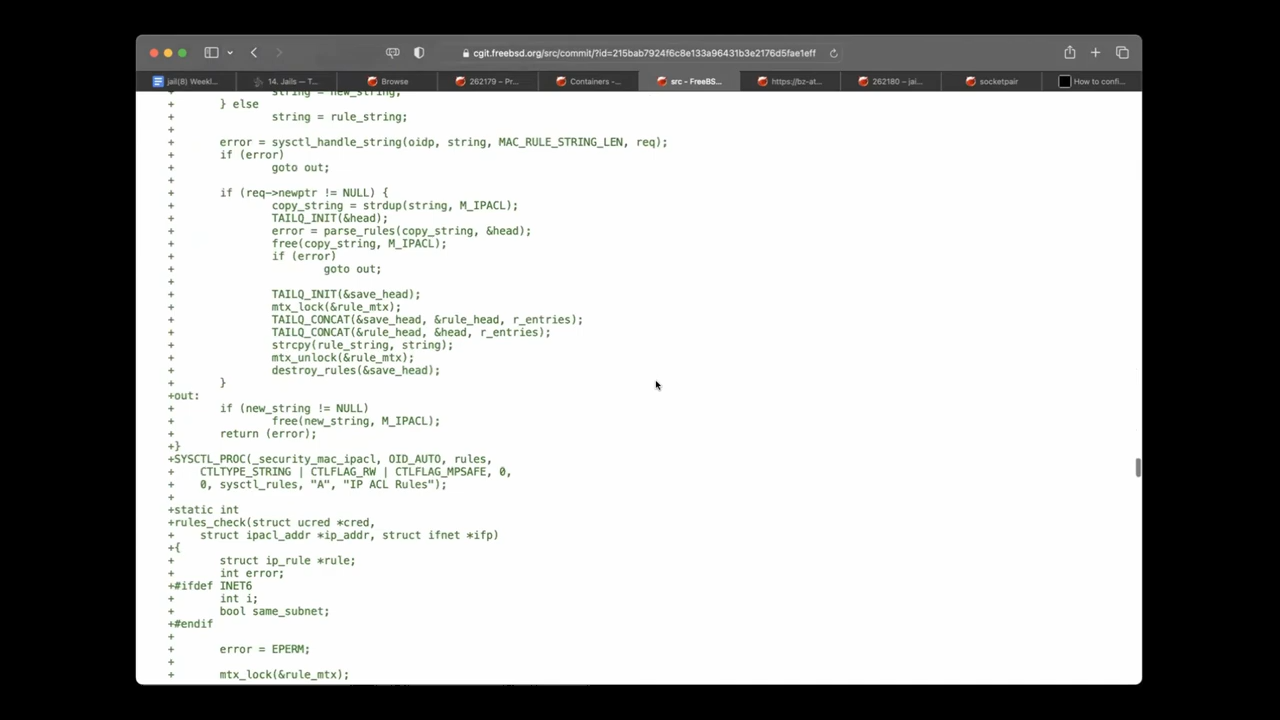 cgit.freebsd.org/src/commit/?id=215bab7924f6c8e133a96431b3e2176d5fae1eff
jail(8) Weekl... 14. Jails — T... Browse 262179 – Pr... Containers -... src - FreeBS... https://bz-at... 262180 – jai... socketpair How to confi...
+ string = new_string;
+ } else
+ string = rule_string;
+
+ error = sysctl_handle_string(oidp, string, MAC_RULE_STRING_LEN, req);
+ if (error)
+ goto out;
+
+ if (req->newptr != NULL) {
+ copy_string = strdup(string, M_IPACL);
+ TAILQ_INIT(&head);
+ error = parse_rules(copy_string, &head);
+ free(copy_string, M_IPACL);
+ if (error)
+ goto out;
+
+ TAILQ_INIT(&save_head);
+ mtx_lock(&rule_mtx);
+ TAILQ_CONCAT(&save_head, &rule_head, r_entries);
+ TAILQ_CONCAT(&rule_head, &head, r_entries);
+ strcpy(rule_string, string);
+ mtx_unlock(&rule_mtx);
+ destroy_rules(&save_head);
+ }
+out:
+ if (new_string != NULL)
+ free(new_string, M_IPACL);
+ return (error);
+}
+SYSCTL_PROC(_security_mac_ipacl, OID_AUTO, rules,
+ CTLTYPE_STRING | CTLFLAG_RW | CTLFLAG_MPSAFE, 0,
+ 0, sysctl_rules, "A", "IP ACL Rules");
+
+static int
+rules_check(struct ucred *cred,
+ struct ipacl_addr *ip_addr, struct ifnet *ifp)
+{
+ struct ip_rule *rule;
+ int error;
+#ifdef INET6
+ int i;
+ bool same_subnet;
+#endif
+
+ error = EPERM;
+
+ mtx_lock(&rule_mtx);